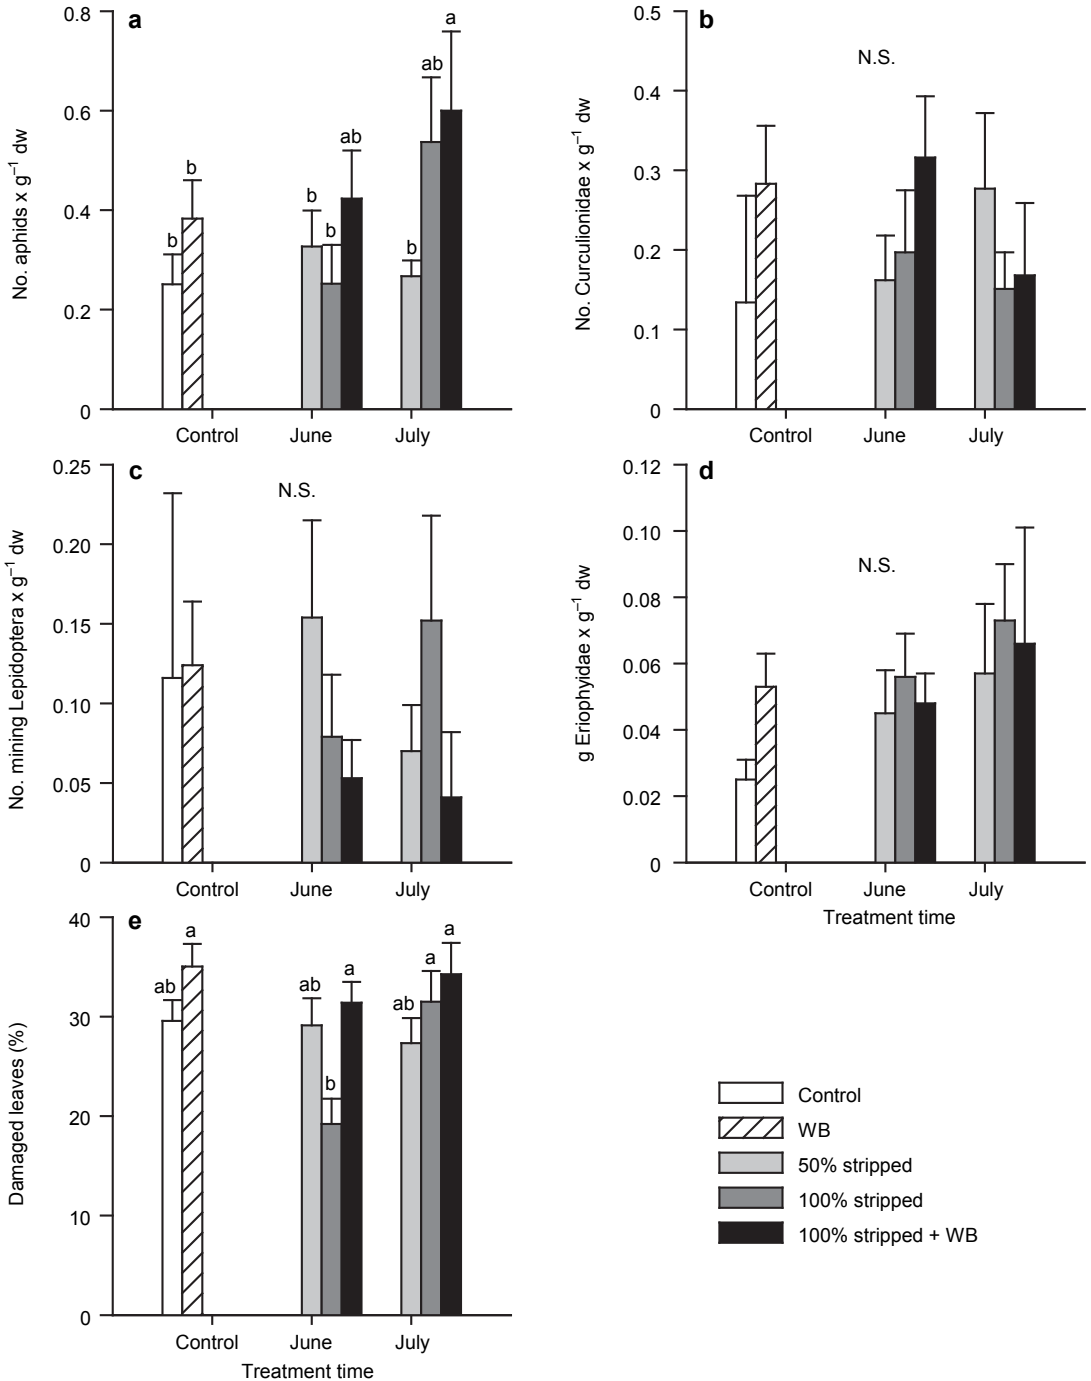 a
No. aphids x g⁻¹ dw
0.8
0.6
0.4
0.2
0
b
b
b
b
ab
b
ab
a
Control
June
July
b
No. Curculionidae x g⁻¹ dw
0.5
0.4
0.3
0.2
0.1
0
N.S.
Control
June
July
c
No. mining Lepidoptera x g⁻¹ dw
0.25
0.20
0.15
0.10
0.05
0
N.S.
Control
June
July
d
g Eriophyidae x g⁻¹ dw
0.12
0.10
0.08
0.06
0.04
0.02
0
N.S.
Control
June
July
Treatment time
e
Damaged leaves (%)
40
30
20
10
0
ab
a
ab
b
a
ab
a
a
Control
June
July
Treatment time
Control
WB
50% stripped
100% stripped
100% stripped + WB